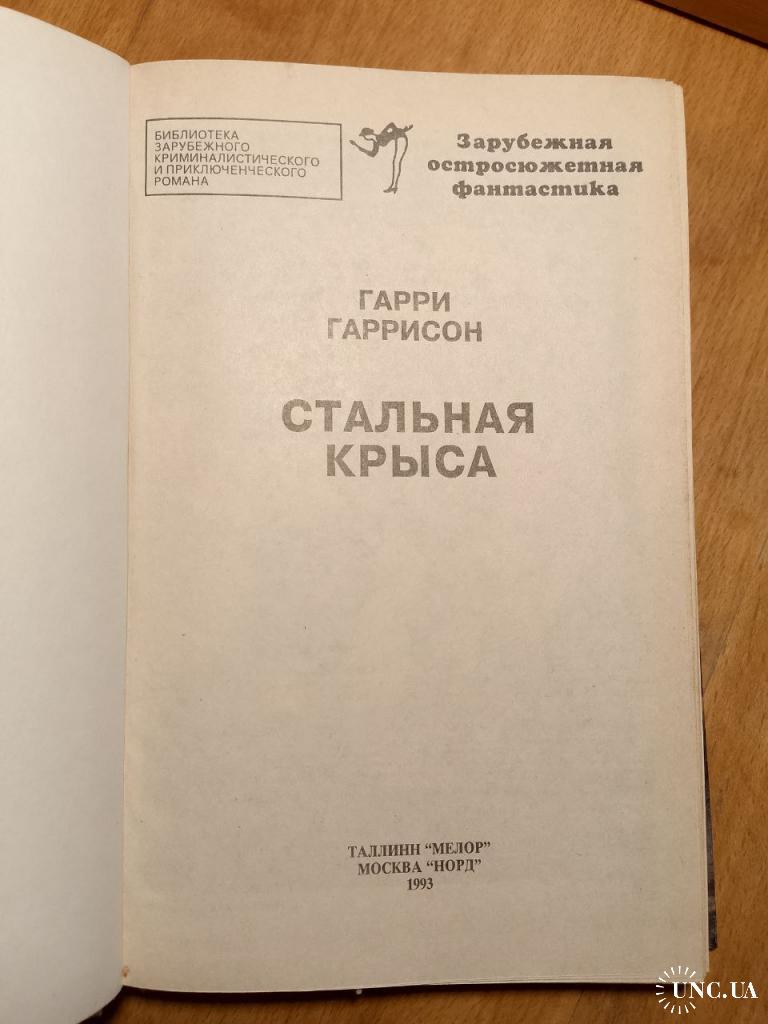 БИБЛИОТЕКА
ЗАРУБЕЖНОГО
КРИМИНАЛИСТИЧЕСКОГО
И ПРИКЛЮЧЕНЧЕСКОГО
РОМАНА
Зарубежная
остросюжетная
фантастика
ГАРРИ
ГАРРИСОН
СТАЛЬНАЯ
КРЫСА
ТАЛЛИНН “МЕЛОР”
МОСКВА “НОРД”
1993
UNC.UA